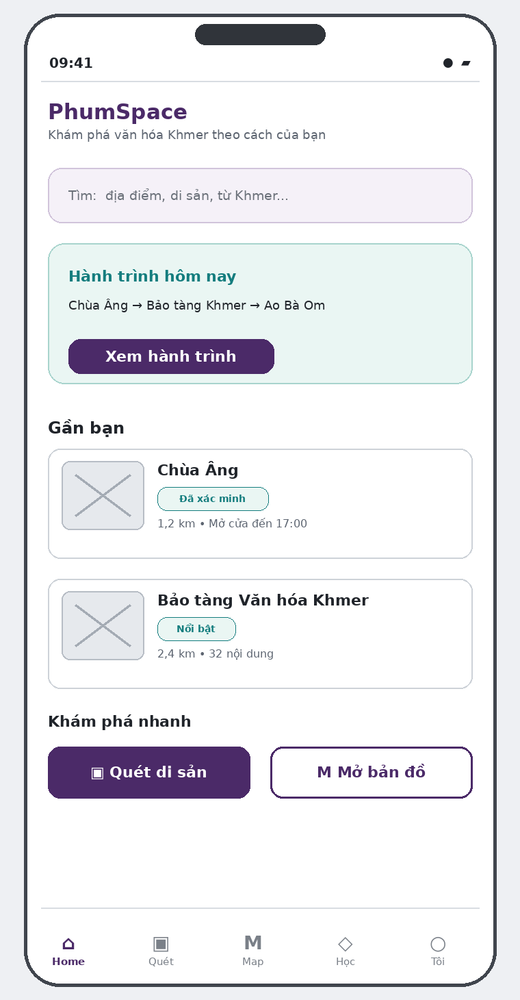 09:41
PhumSpace
Khám phá văn hóa Khmer theo cách của bạn
Tìm: địa điểm, di sản, từ Khmer...
Hành trình hôm nay
Chùa Âng → Bảo tàng Khmer → Ao Bà Om
Xem hành trình
Gần bạn
Chùa Âng
Đã xác minh
1,2 km • Mở cửa đến 17:00
Bảo tàng Văn hóa Khmer
Nổi bật
2,4 km • 32 nội dung
Khám phá nhanh
▣ Quét di sản
M Mở bản đồ
M
Home
Quét
Map
Học
Tôi